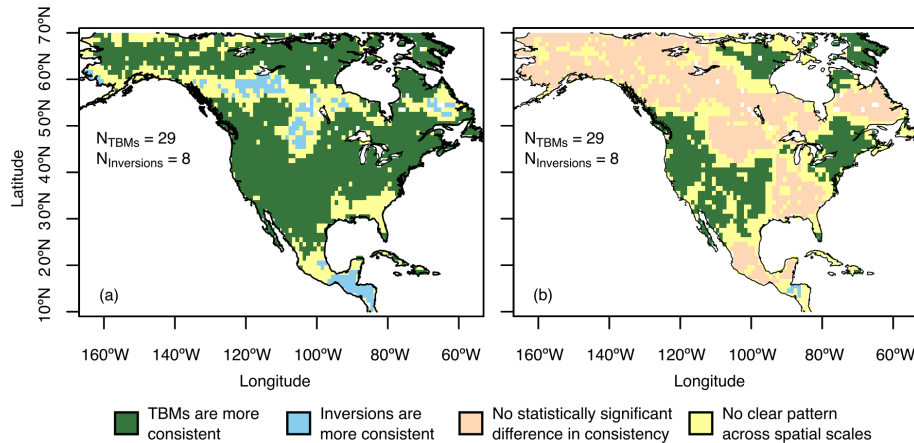 70°N
60°N
50°N
40°N
30°N
20°N
10°N
Latitude
N_TBMs = 29
N_Inversions = 8
(a)
160°W
140°W
120°W
100°W
80°W
60°W
Longitude
N_TBMs = 29
N_Inversions = 8
(b)
160°W
140°W
120°W
100°W
80°W
60°W
Longitude
TBMs are more
consistent
Inversions are
more consistent
No statistically significant
difference in consistency
No clear pattern
across spatial scales